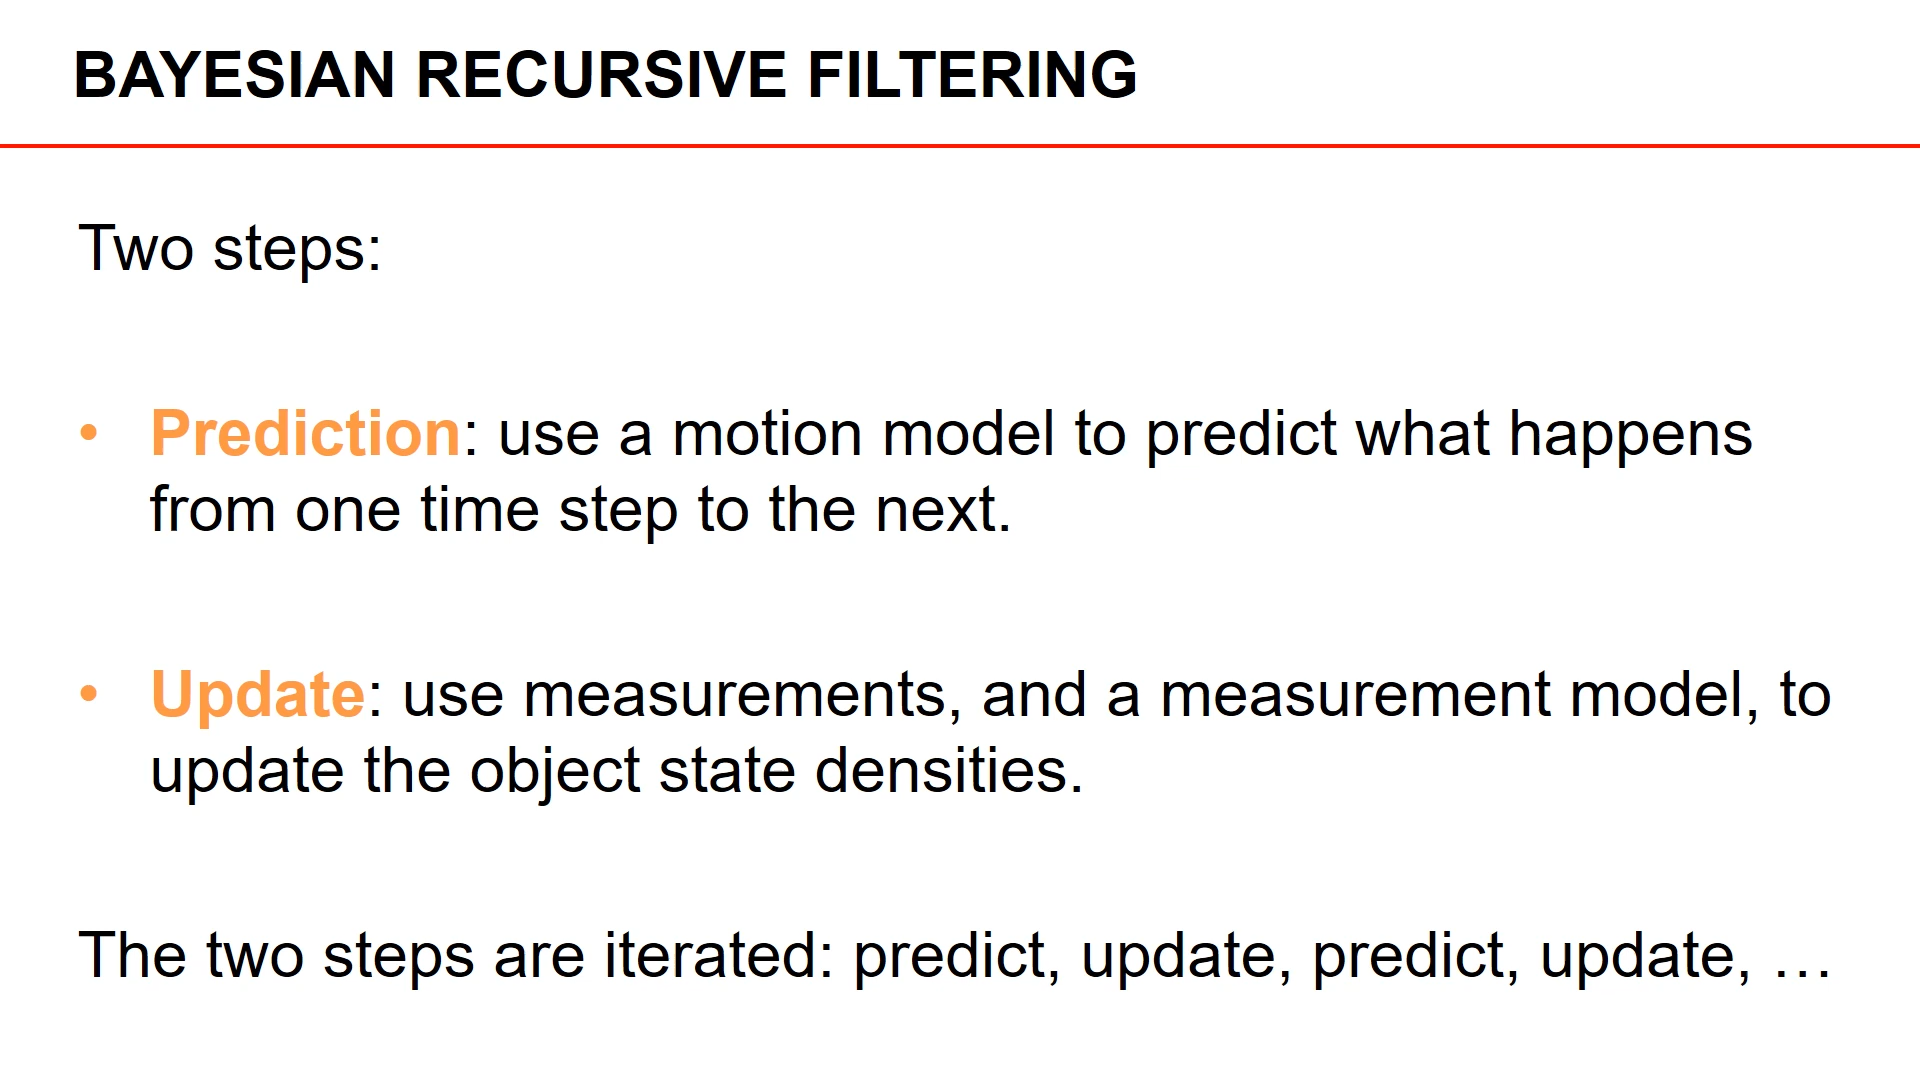 BAYESIAN RECURSIVE FILTERING
Two steps:
• Prediction: use a motion model to predict what happens
from one time step to the next.
• Update: use measurements, and a measurement model, to
update the object state densities.
The two steps are iterated: predict, update, predict, update, …